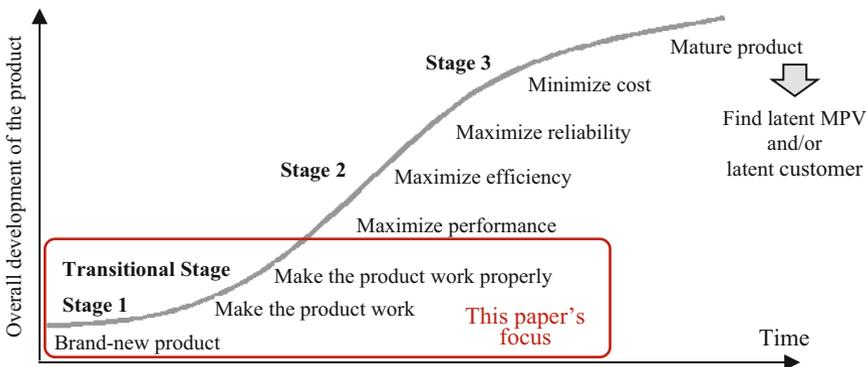 Overall development of the product
Stage 3
Mature product
Minimize cost
Find latent MPV
and/or
latent customer
Maximize reliability
Stage 2
Maximize efficiency
Maximize performance
Transitional Stage
Make the product work properly
Stage 1
Make the product work
This paper's
focus
Brand-new product
Time